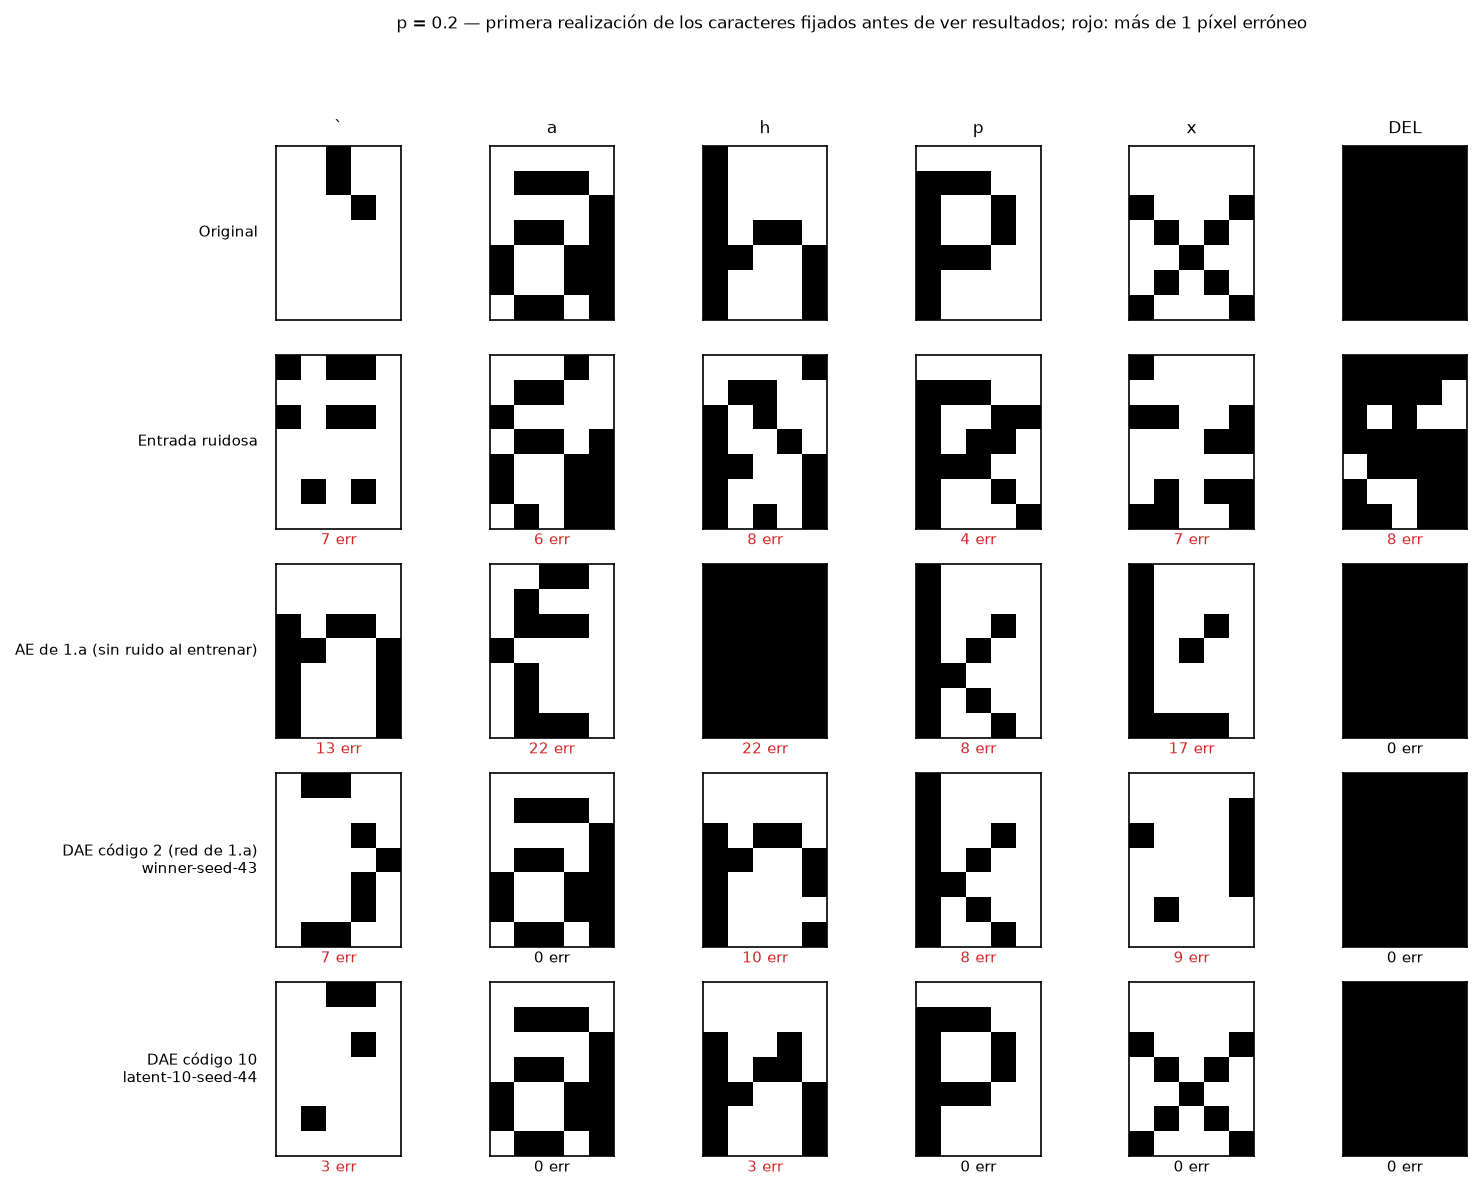 p = 0.2 — primera realización de los caracteres fijados antes de ver resultados; rojo: más de 1 píxel erróneo
` a h p x DEL
Original
Entrada ruidosa
7 err 6 err 8 err 4 err 7 err 8 err
AE de 1.a (sin ruido al entrenar)
13 err 22 err 22 err 8 err 17 err 0 err
DAE código 2 (red de 1.a)
winner-seed-43
7 err 0 err 10 err 8 err 9 err 0 err
DAE código 10
latent-10-seed-44
3 err 0 err 3 err 0 err 0 err 0 err